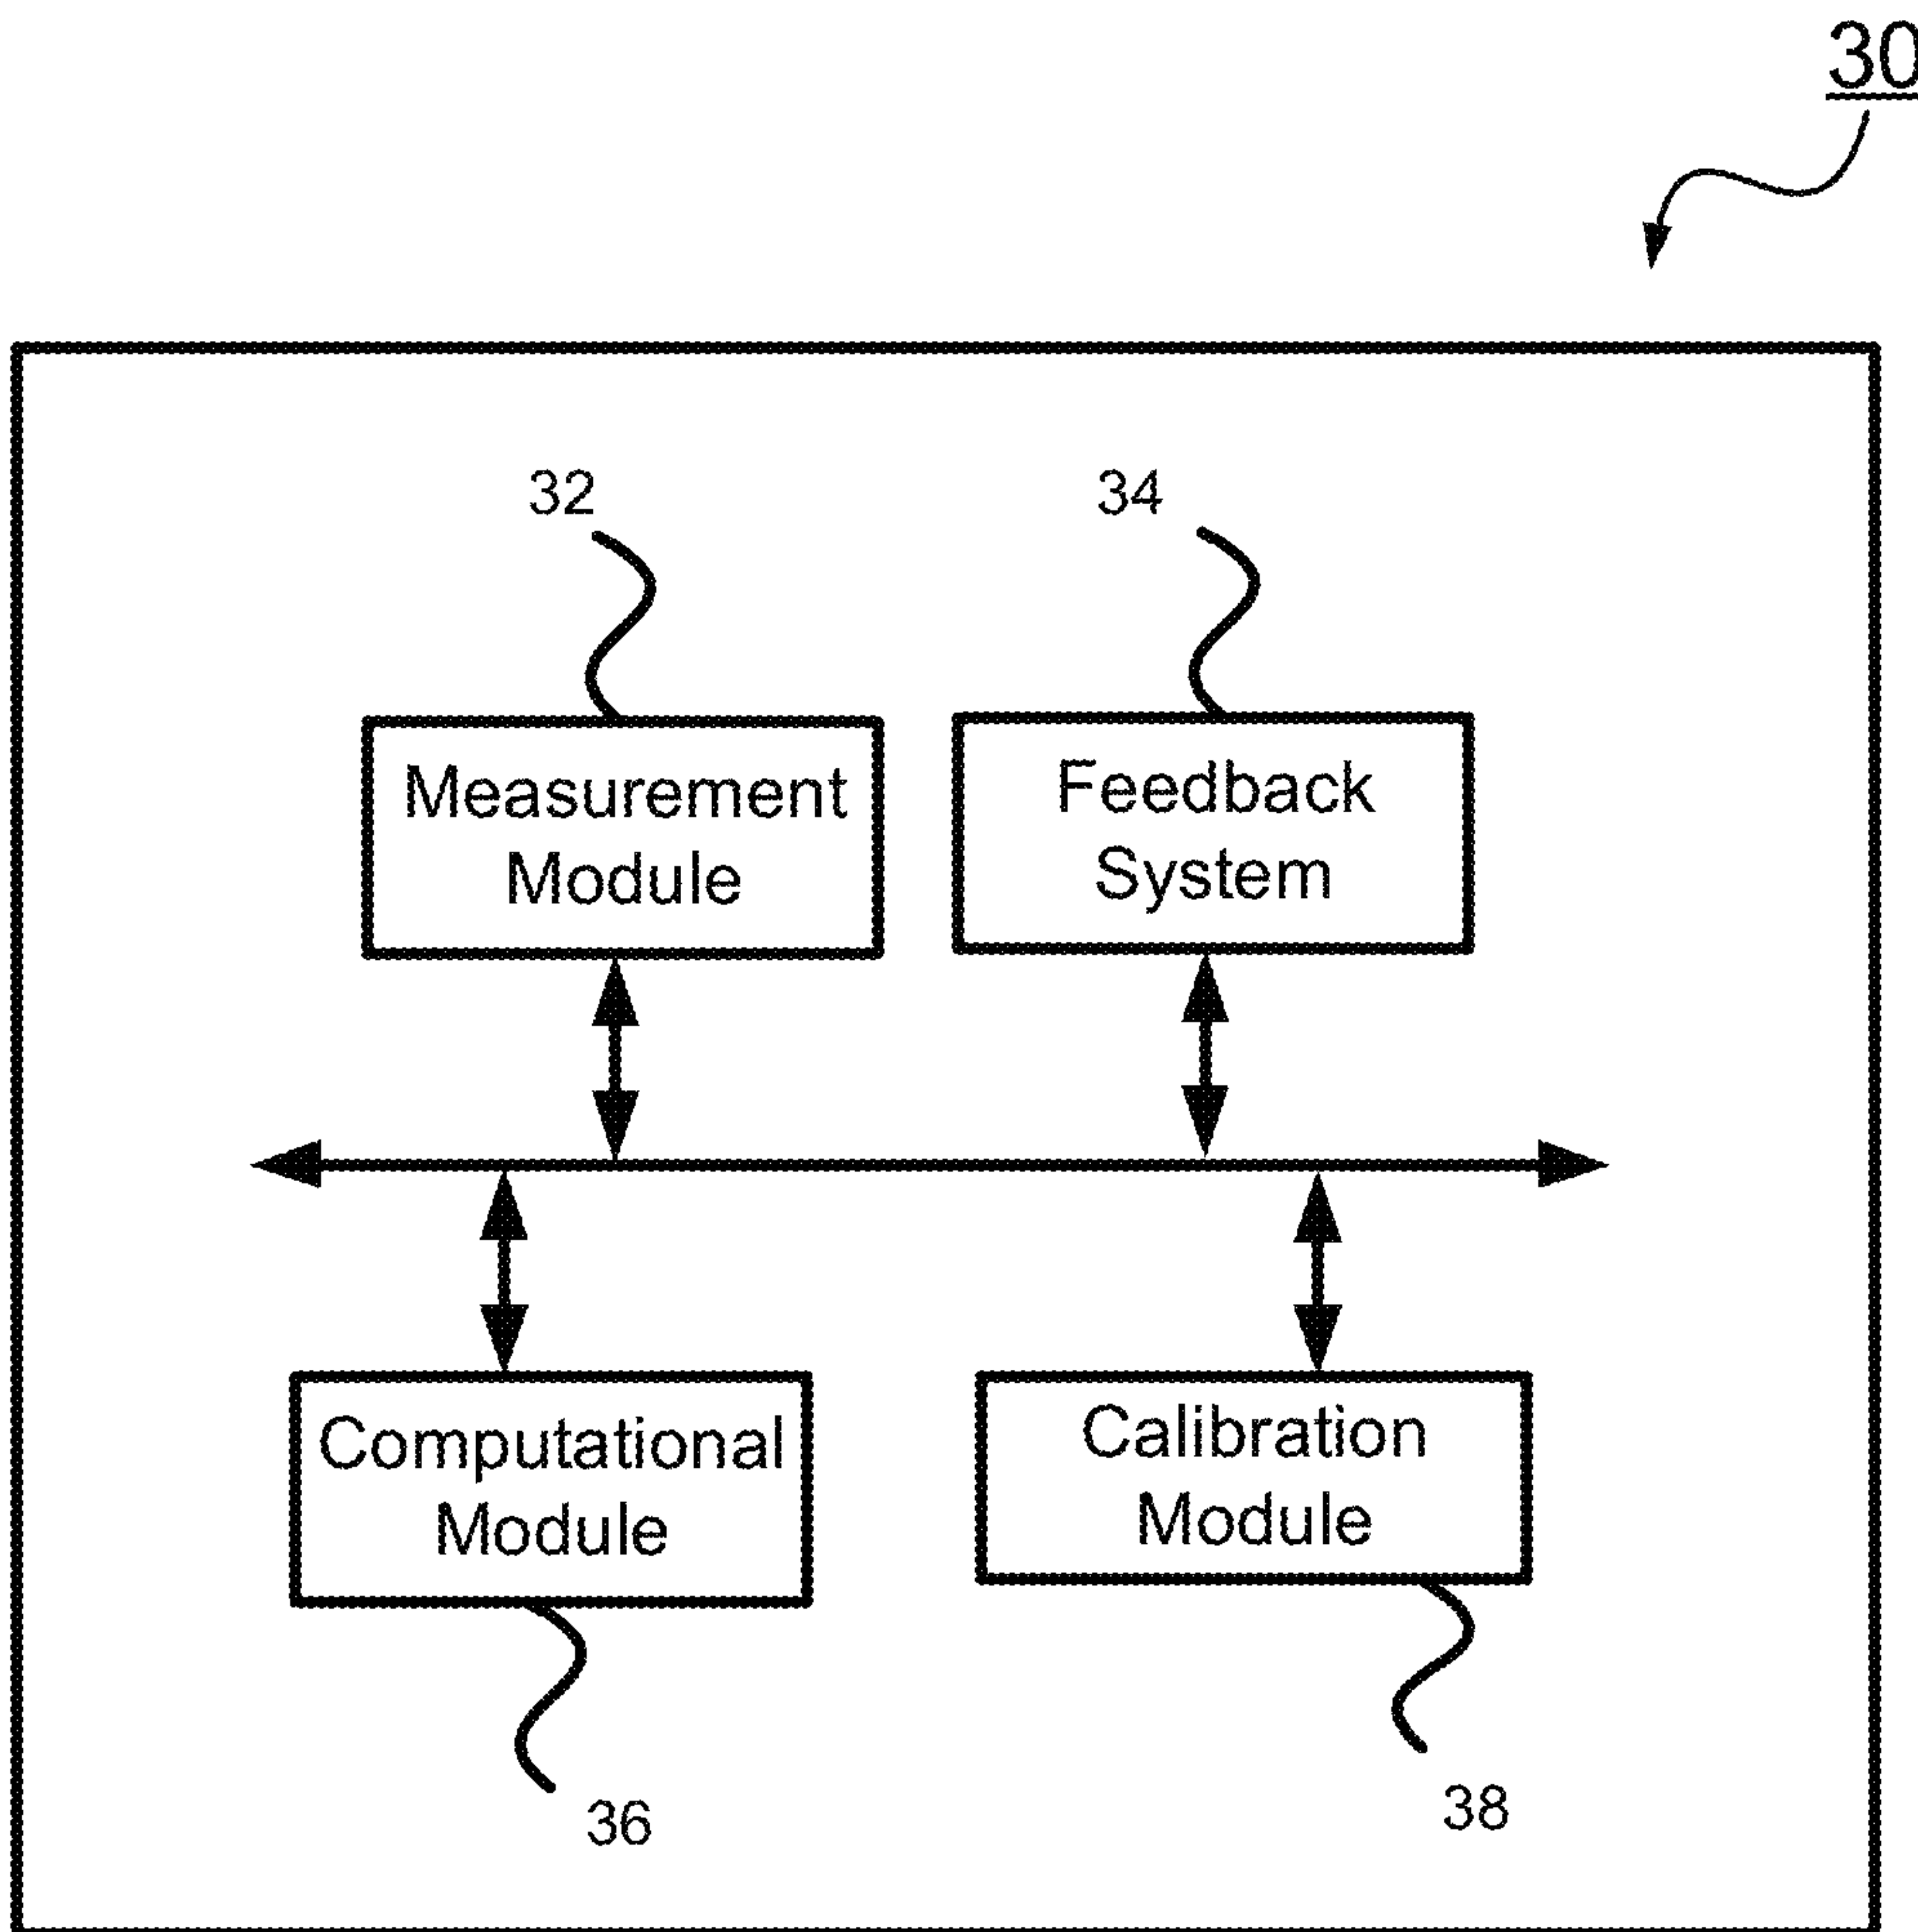 30
32
34
Measurement
Module
Feedback
System
Computational
Module
Calibration
Module
36
38